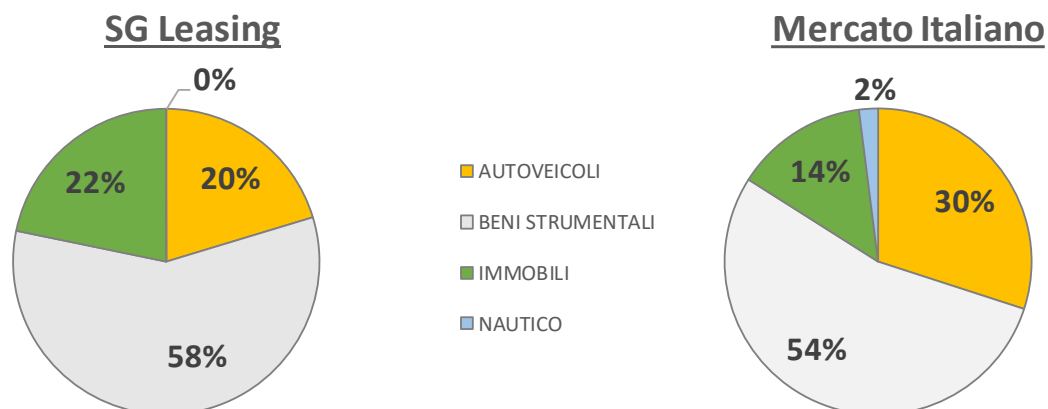 SG Leasing
0%
22%
20%
58%
AUTOVEICOLI
BENI STRUMENTALI
IMMOBILI
NAUTICO
Mercato Italiano
2%
14%
30%
54%